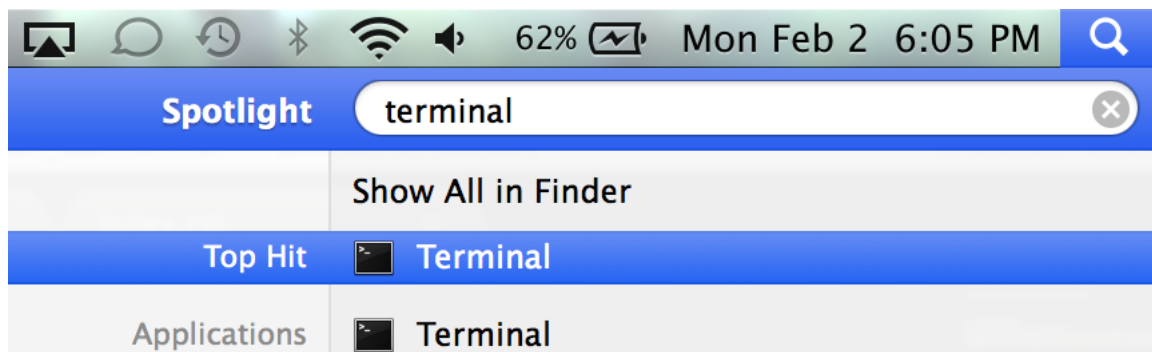 62% Mon Feb 2 6:05 PM
Spotlight terminal
Show All in Finder
Top Hit Terminal
Applications Terminal